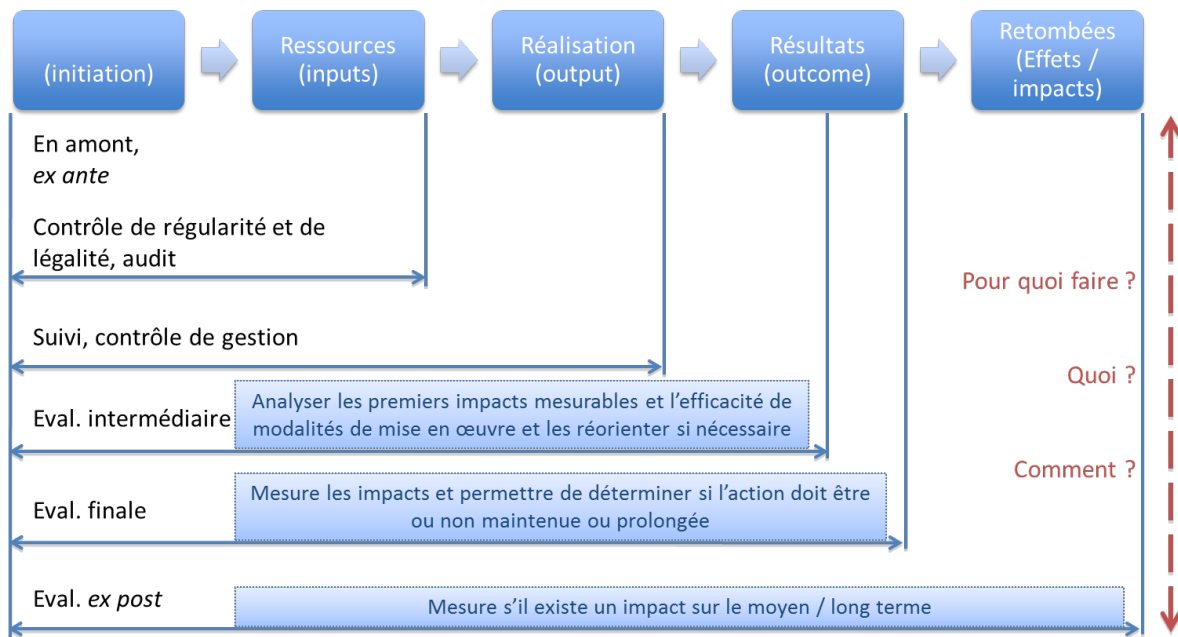 (initiation)
Ressources
(inputs)
Réalisation
(output)
Résultats
(outcome)
Retombées
(Effets /
impacts)
En amont,
ex ante
Contrôle de régularité et de
légalité, audit
Pour quoi faire ?
Suivi, contrôle de gestion
Quoi ?
Eval. intermédiaire
Analyser les premiers impacts mesurables et l’efficacité de
modalités de mise en œuvre et les réorienter si nécessaire
Comment ?
Eval. finale
Mesure les impacts et permettre de déterminer si l’action doit être
ou non maintenue ou prolongée
Eval. ex post
Mesure s’il existe un impact sur le moyen / long terme